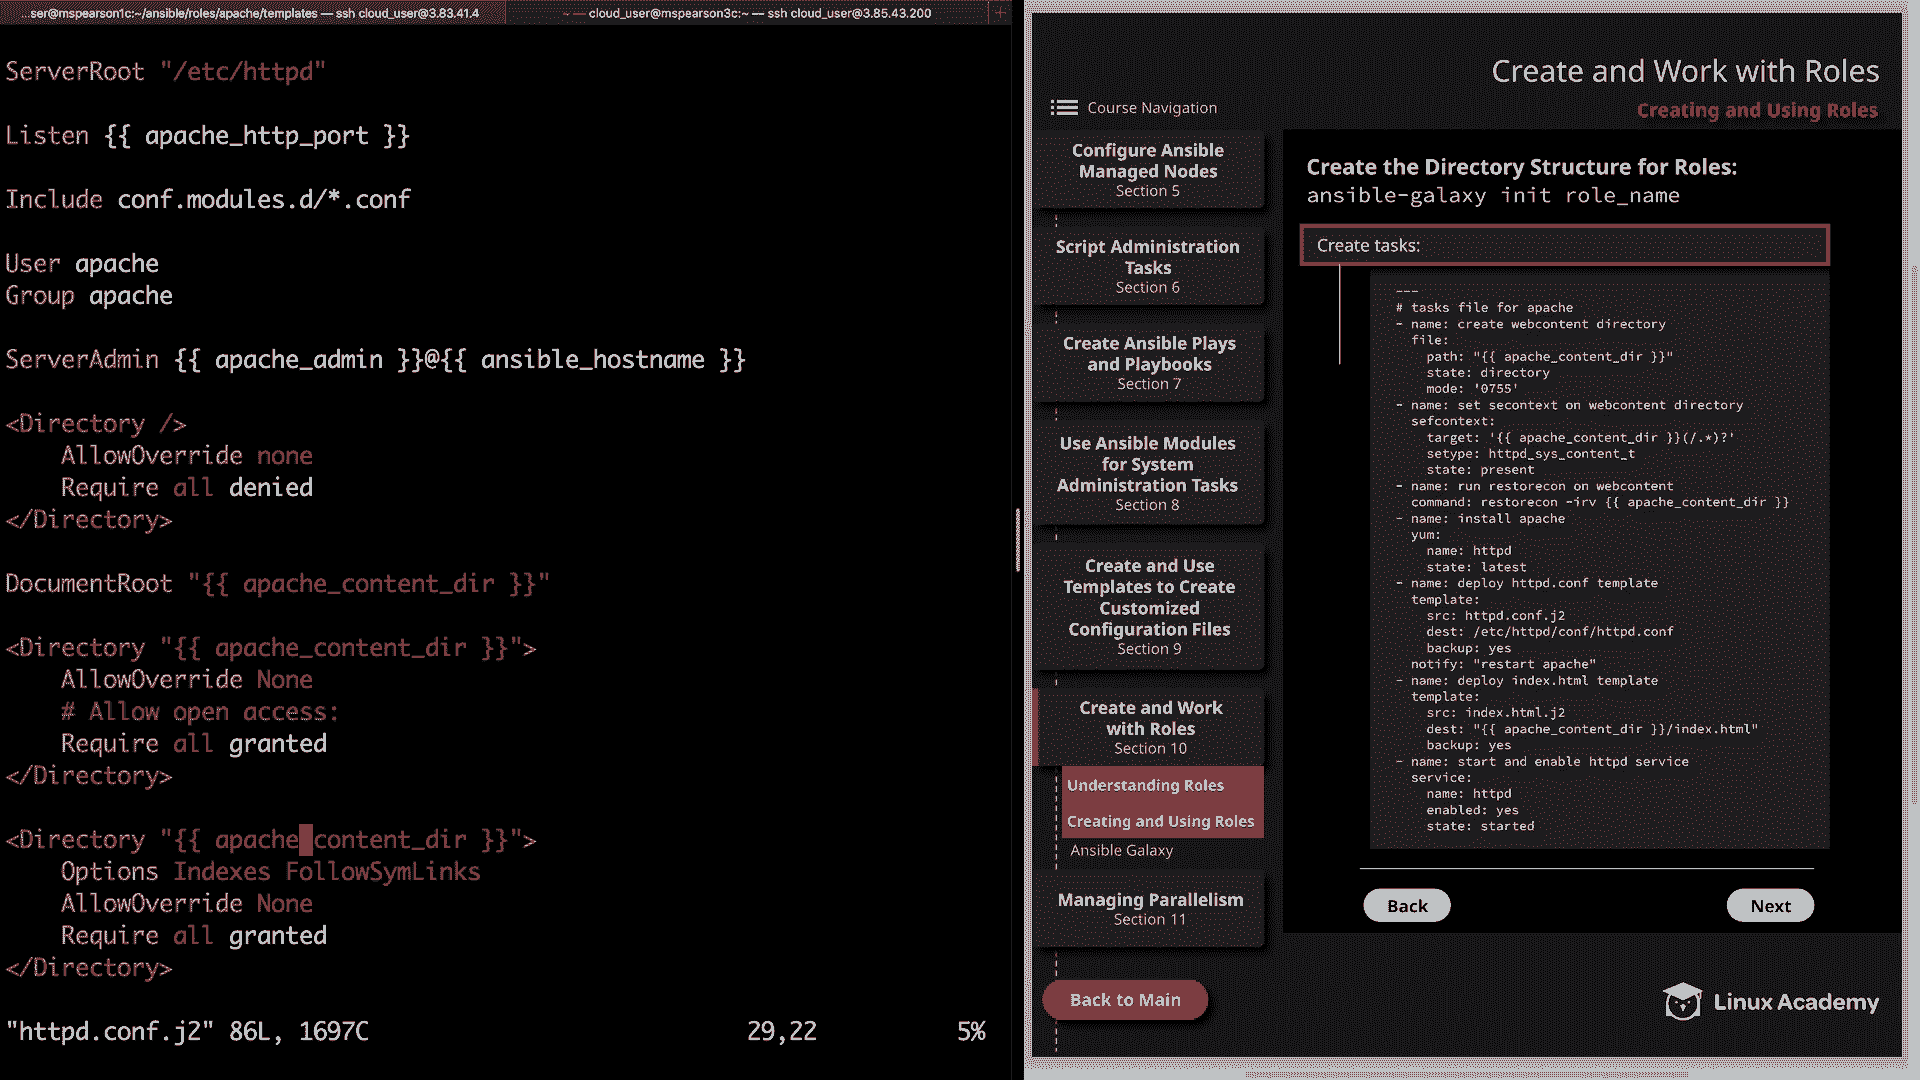 ...ser@mspearson1c:~/ansible/roles/apache/templates — ssh cloud_user@3.83.41.4
~ — cloud_user@mspearson3c:~ — ssh cloud_user@3.85.43.200
+
ServerRoot "/etc/httpd"
Listen {{ apache_http_port }}
Include conf.modules.d/*.conf
User apache
Group apache
ServerAdmin {{ apache_admin }}@{{ ansible_hostname }}
<Directory />
    AllowOverride none
    Require all denied
</Directory>
DocumentRoot "{{ apache_content_dir }}"
<Directory "{{ apache_content_dir }}">
    AllowOverride None
    # Allow open access:
    Require all granted
</Directory>
<Directory "{{ apache_content_dir }}">
    Options Indexes FollowSymLinks
    AllowOverride None
    Require all granted
</Directory>
"httpd.conf.j2" 86L, 1697C
29,22
5%
Create and Work with Roles
Creating and Using Roles
Course Navigation
Configure Ansible
Managed Nodes
Section 5
Script Administration
Tasks
Section 6
Create Ansible Plays
and Playbooks
Section 7
Use Ansible Modules
for System
Administration Tasks
Section 8
Create and Use
Templates to Create
Customized
Configuration Files
Section 9
Create and Work
with Roles
Section 10
Understanding Roles
Creating and Using Roles
Ansible Galaxy
Managing Parallelism
Section 11
Back to Main
Create the Directory Structure for Roles:
ansible-galaxy init role_name
Create tasks:
---
# tasks file for apache
- name: create webcontent directory
  file:
    path: "{{ apache_content_dir }}"
    state: directory
    mode: '0755'
- name: set secontext on webcontent directory
  sefcontext:
    target: '{{ apache_content_dir }}(/.*)?'
    setype: httpd_sys_content_t
    state: present
- name: run restorecon on webcontent
  command: restorecon -irv {{ apache_content_dir }}
- name: install apache
  yum:
    name: httpd
    state: latest
- name: deploy httpd.conf template
  template:
    src: httpd.conf.j2
    dest: /etc/httpd/conf/httpd.conf
    backup: yes
  notify: "restart apache"
- name: deploy index.html template
  template:
    src: index.html.j2
    dest: "{{ apache_content_dir }}/index.html"
    backup: yes
- name: start and enable httpd service
  service:
    name: httpd
    enabled: yes
    state: started
Back
Next
Linux Academy